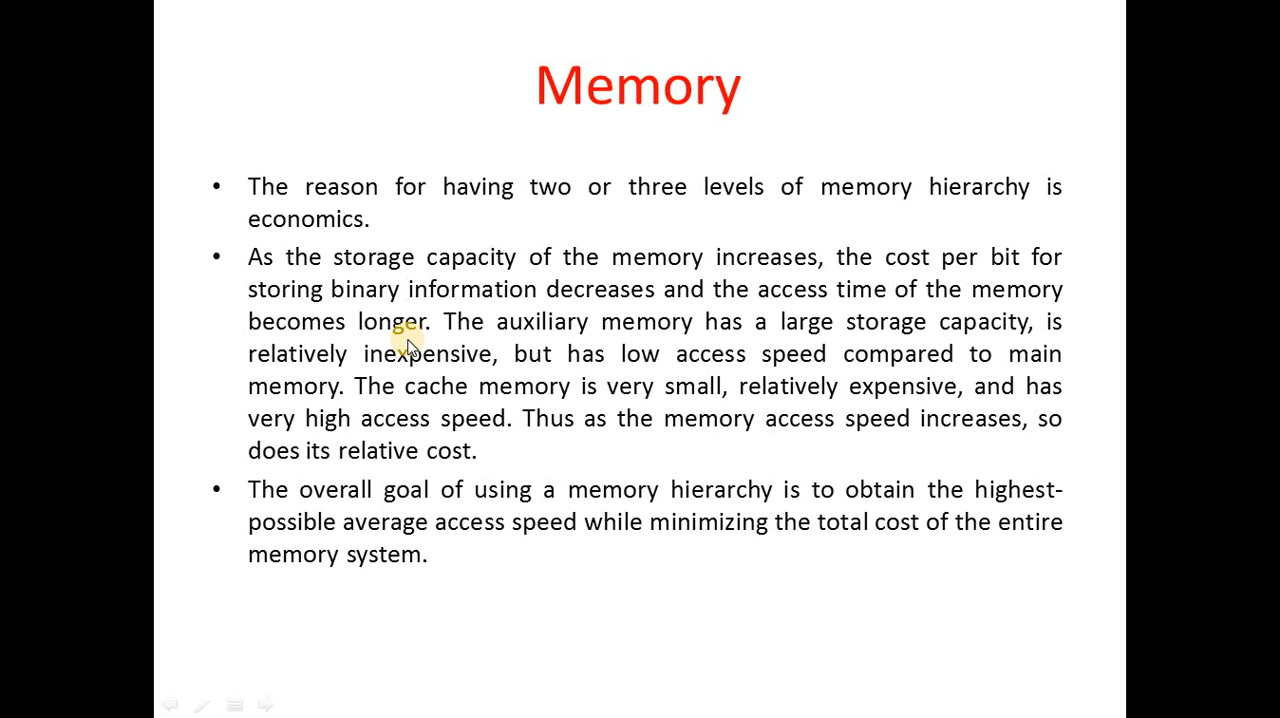 Memory
• The reason for having two or three levels of memory hierarchy is
economics.
• As the storage capacity of the memory increases, the cost per bit for
storing binary information decreases and the access time of the memory
becomes longer. The auxiliary memory has a large storage capacity, is
relatively inexpensive, but has low access speed compared to main
memory. The cache memory is very small, relatively expensive, and has
very high access speed. Thus as the memory access speed increases, so
does its relative cost.
• The overall goal of using a memory hierarchy is to obtain the highest-
possible average access speed while minimizing the total cost of the entire
memory system.